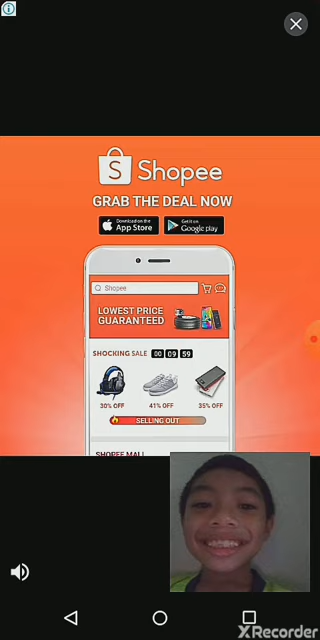 S Shopee
GRAB THE DEAL NOW
Download on the
App Store
Get it on
Google play
Shopee
LOWEST PRICE
GUARANTEED
SHOCKING SALE 00 09 59
30% OFF
41% OFF
35% OFF
SELLING OUT
SHOPEE MALL
XRecorder